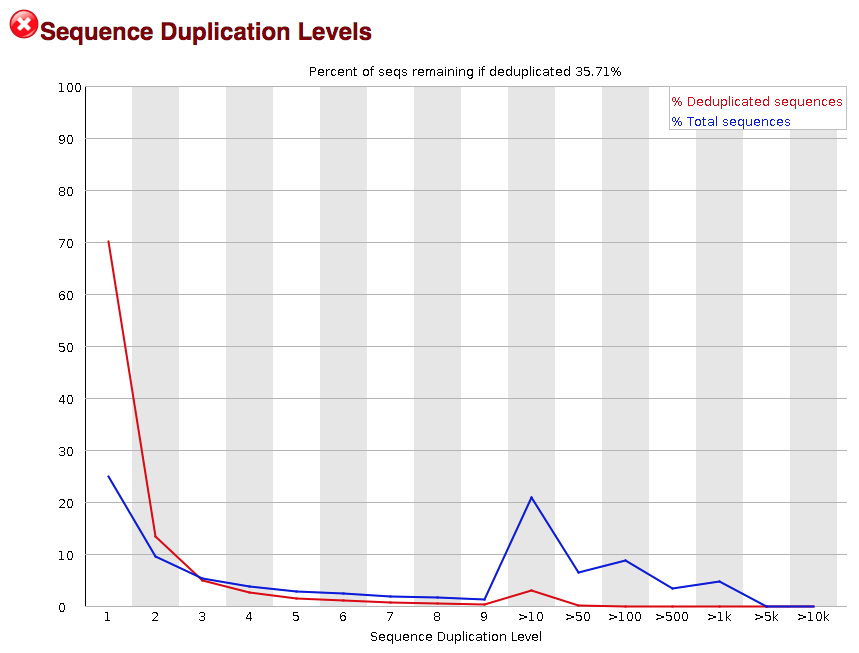 Sequence Duplication Levels
Percent of seqs remaining if deduplicated 35.71%
% Deduplicated sequences
% Total sequences
100
90
80
70
60
50
40
30
20
10
0
1 2 3 4 5 6 7 8 9 >10 >50 >100 >500 >1k >5k >10k
Sequence Duplication Level